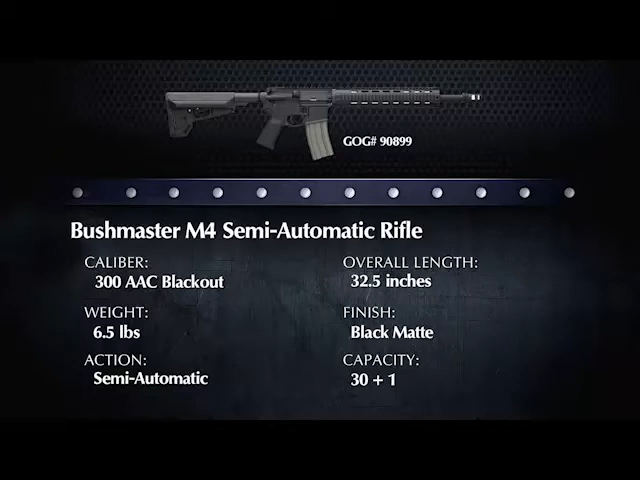 GOG# 90899
Bushmaster M4 Semi-Automatic Rifle
CALIBER:
300 AAC Blackout
OVERALL LENGTH:
32.5 inches
WEIGHT:
6.5 lbs
FINISH:
Black Matte
ACTION:
Semi-Automatic
CAPACITY:
30 + 1